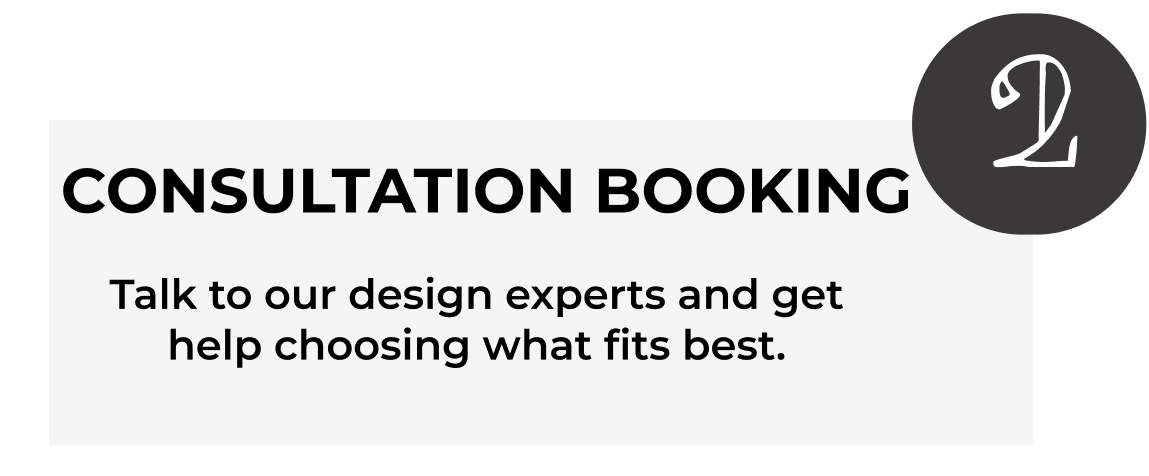 2
CONSULTATION BOOKING
Talk to our design experts and get
help choosing what fits best.